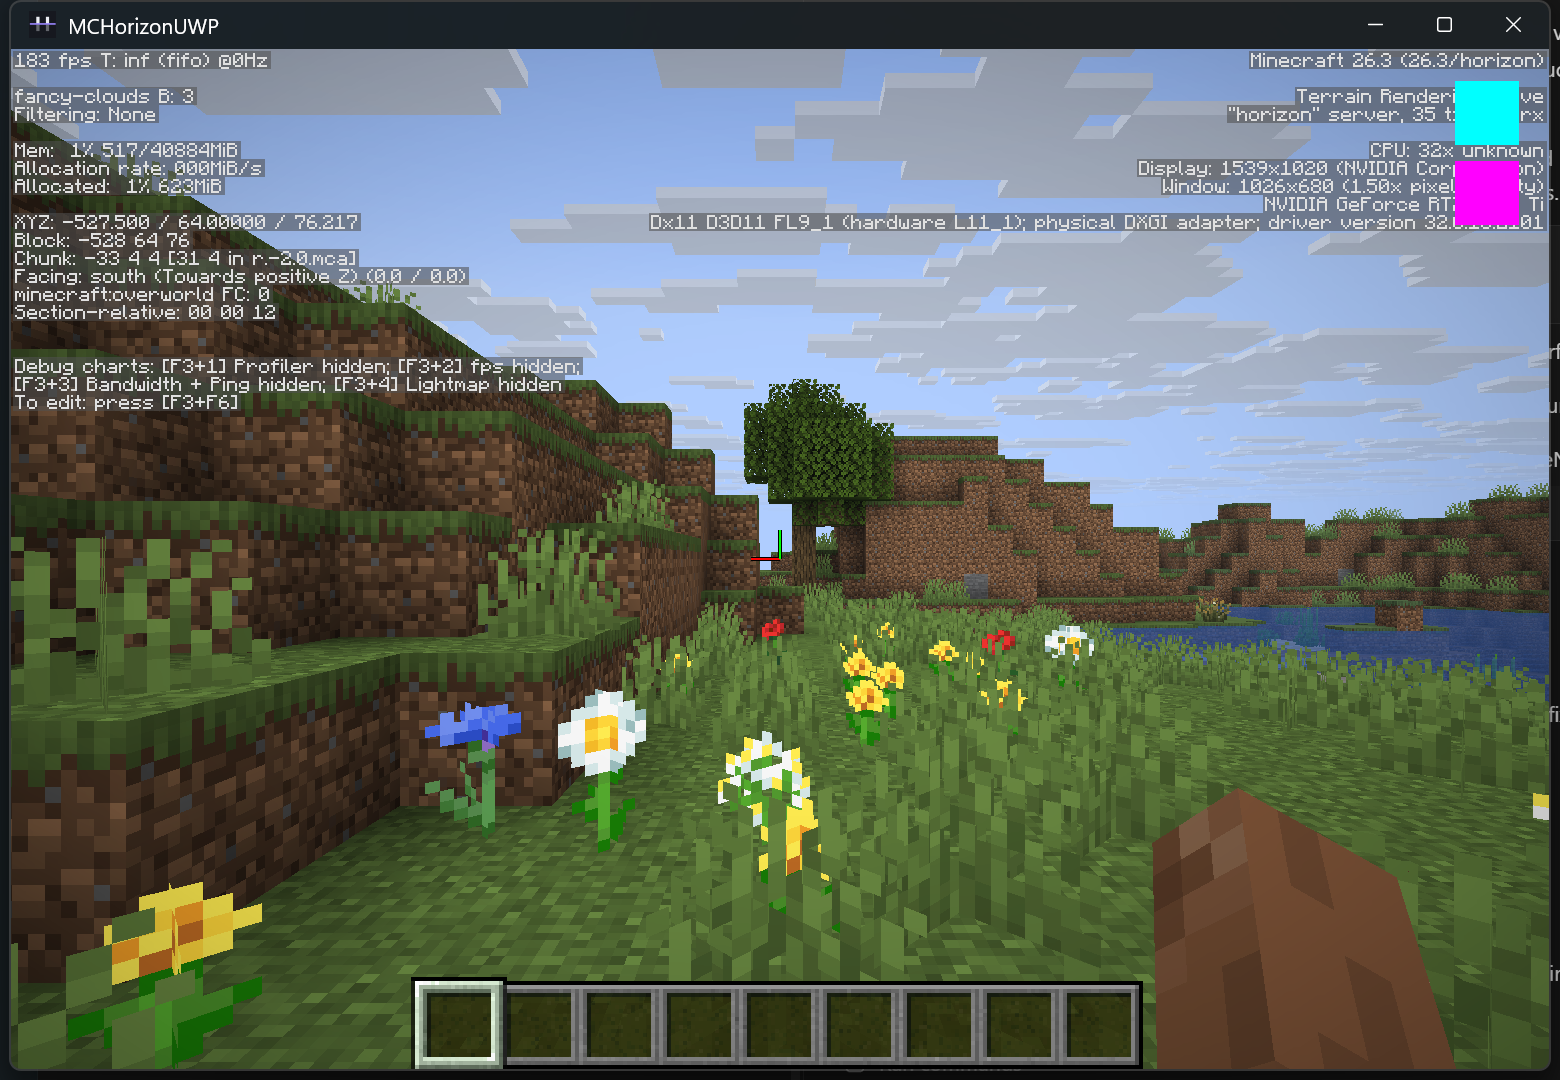 MCHorizonUWP
183 fps T: inf (fifo) @0Hz
fancy-clouds B: 3
Filtering: None
Mem: 1% 517/40884MiB
Allocation rate: 000MiB/s
Allocated: 1% 623MiB
XYZ: -527.500 / 64.00000 / 76.217
Block: -528 64 76
Chunk: -33 4 4 [31 4 in r.-2.0.mca]
Facing: south (Towards positive Z) (0.0 / 0.0)
minecraft:overworld FC: 0
Section-relative: 00 00 12
Debug charts: [F3+1] Profiler hidden; [F3+2] fps hidden;
[F3+3] Bandwidth + Ping hidden; [F3+4] Lightmap hidden
To edit: press [F3+F6]
Minecraft 26.3 (26.3/horizon)
Terrain
"horizon" server, 35 rx
CPU: 32x unknown
Display: 1539x1020 (NVIDIA
Window: 1026x680 (1.50x
NVIDIA GeForce Ti
Dx11 D3D11 FL9_1 (hardware L11_1); physical DXGI adapter; driver version